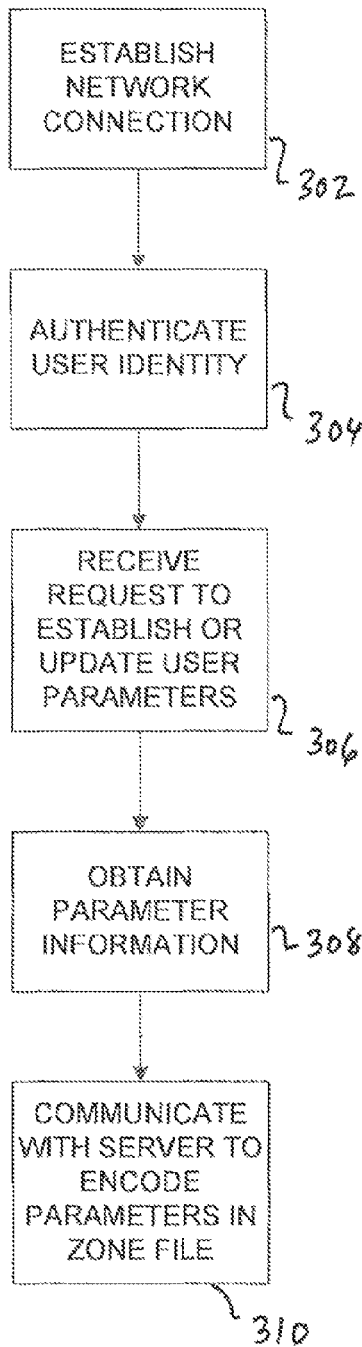 ESTABLISH
NETWORK
CONNECTION
302
AUTHENTICATE
USER IDENTITY
304
RECEIVE
REQUEST TO
ESTABLISH OR
UPDATE USER
PARAMETERS
306
OBTAIN
PARAMETER
INFORMATION
308
COMMUNICATE
WITH SERVER TO
ENCODE
PARAMETERS IN
ZONE FILE
310